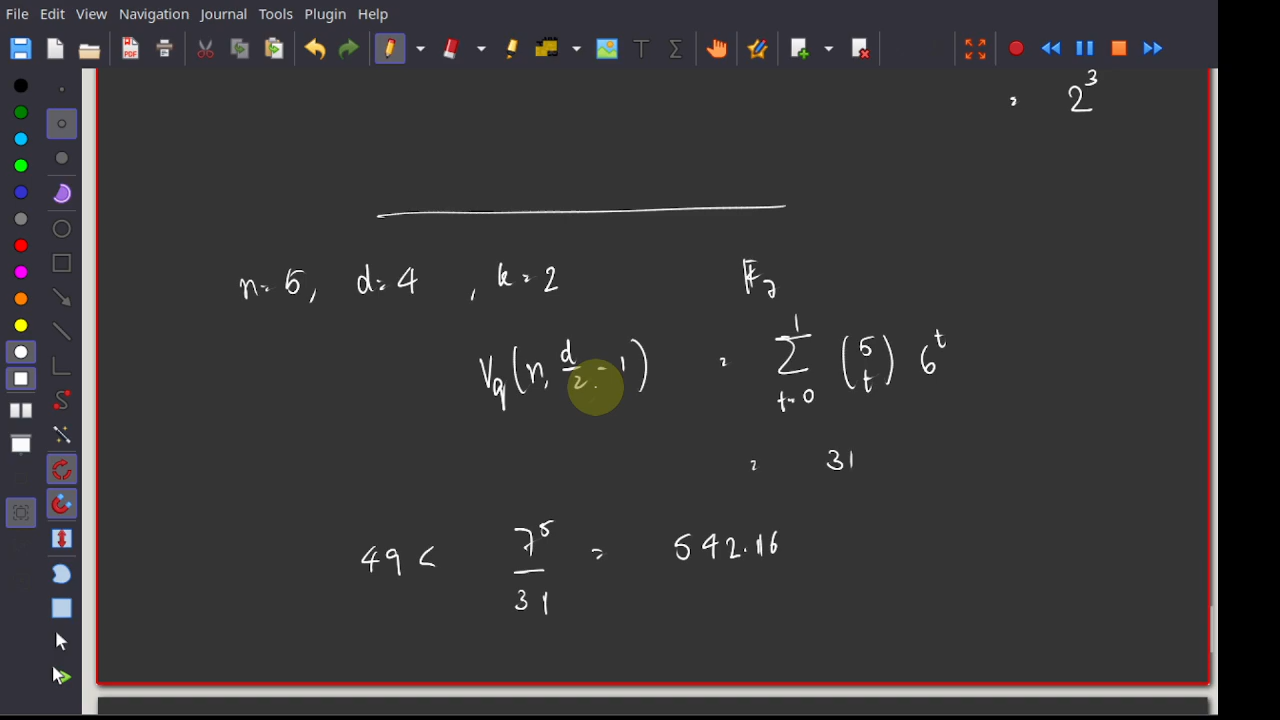 File Edit View Navigation Journal Tools Plugin Help
= 2^3
n = 5, d = 4, k = 2 F_7
V_q(n, d/2 - 1) = ∑_{t=0}^{1} (5 t) 6^t
= 31
49 < 7^5/31 = 542.16